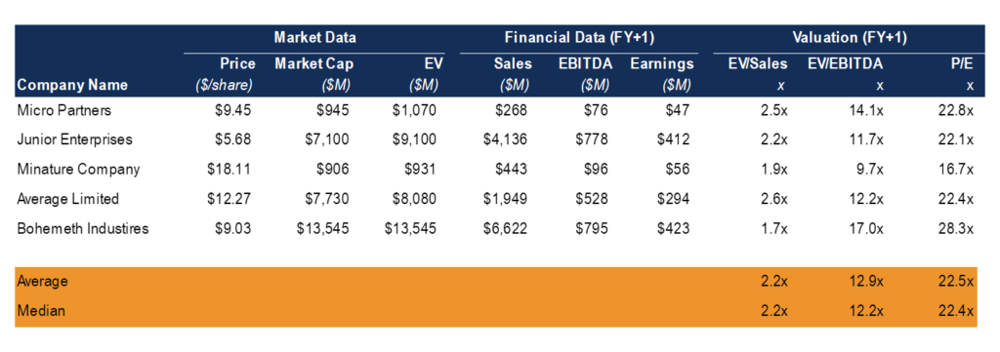 Market Data Financial Data (FY+1) Valuation (FY+1)
Price Market Cap EV Sales EBITDA Earnings EV/Sales EV/EBITDA P/E
Company Name ($/share) ($M) ($M) ($M) ($M) ($M) x x x
Micro Partners $9.45 $945 $1,070 $268 $76 $47 2.5x 14.1x 22.8x
Junior Enterprises $5.68 $7,100 $9,100 $4,136 $778 $412 2.2x 11.7x 22.1x
Minature Company $18.11 $906 $931 $443 $96 $56 1.9x 9.7x 16.7x
Average Limited $12.27 $7,730 $8,080 $1,949 $528 $294 2.6x 12.2x 22.4x
Bohemeth Industires $9.03 $13,545 $13,545 $6,622 $795 $423 1.7x 17.0x 28.3x
Average 2.2x 12.9x 22.5x
Median 2.2x 12.2x 22.4x